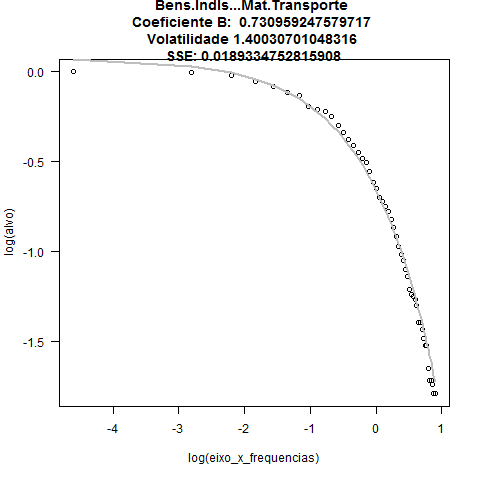 Bens.Indls...Mat.Transporte
Coeficiente B:  0.730959247579717
Volatilidade 1.40030701048316
SSE: 0.0189334752815908
0.0
-0.5
-1.0
-1.5
log(alvo)
-4
-3
-2
-1
0
1
log(eixo_x_frequencias)